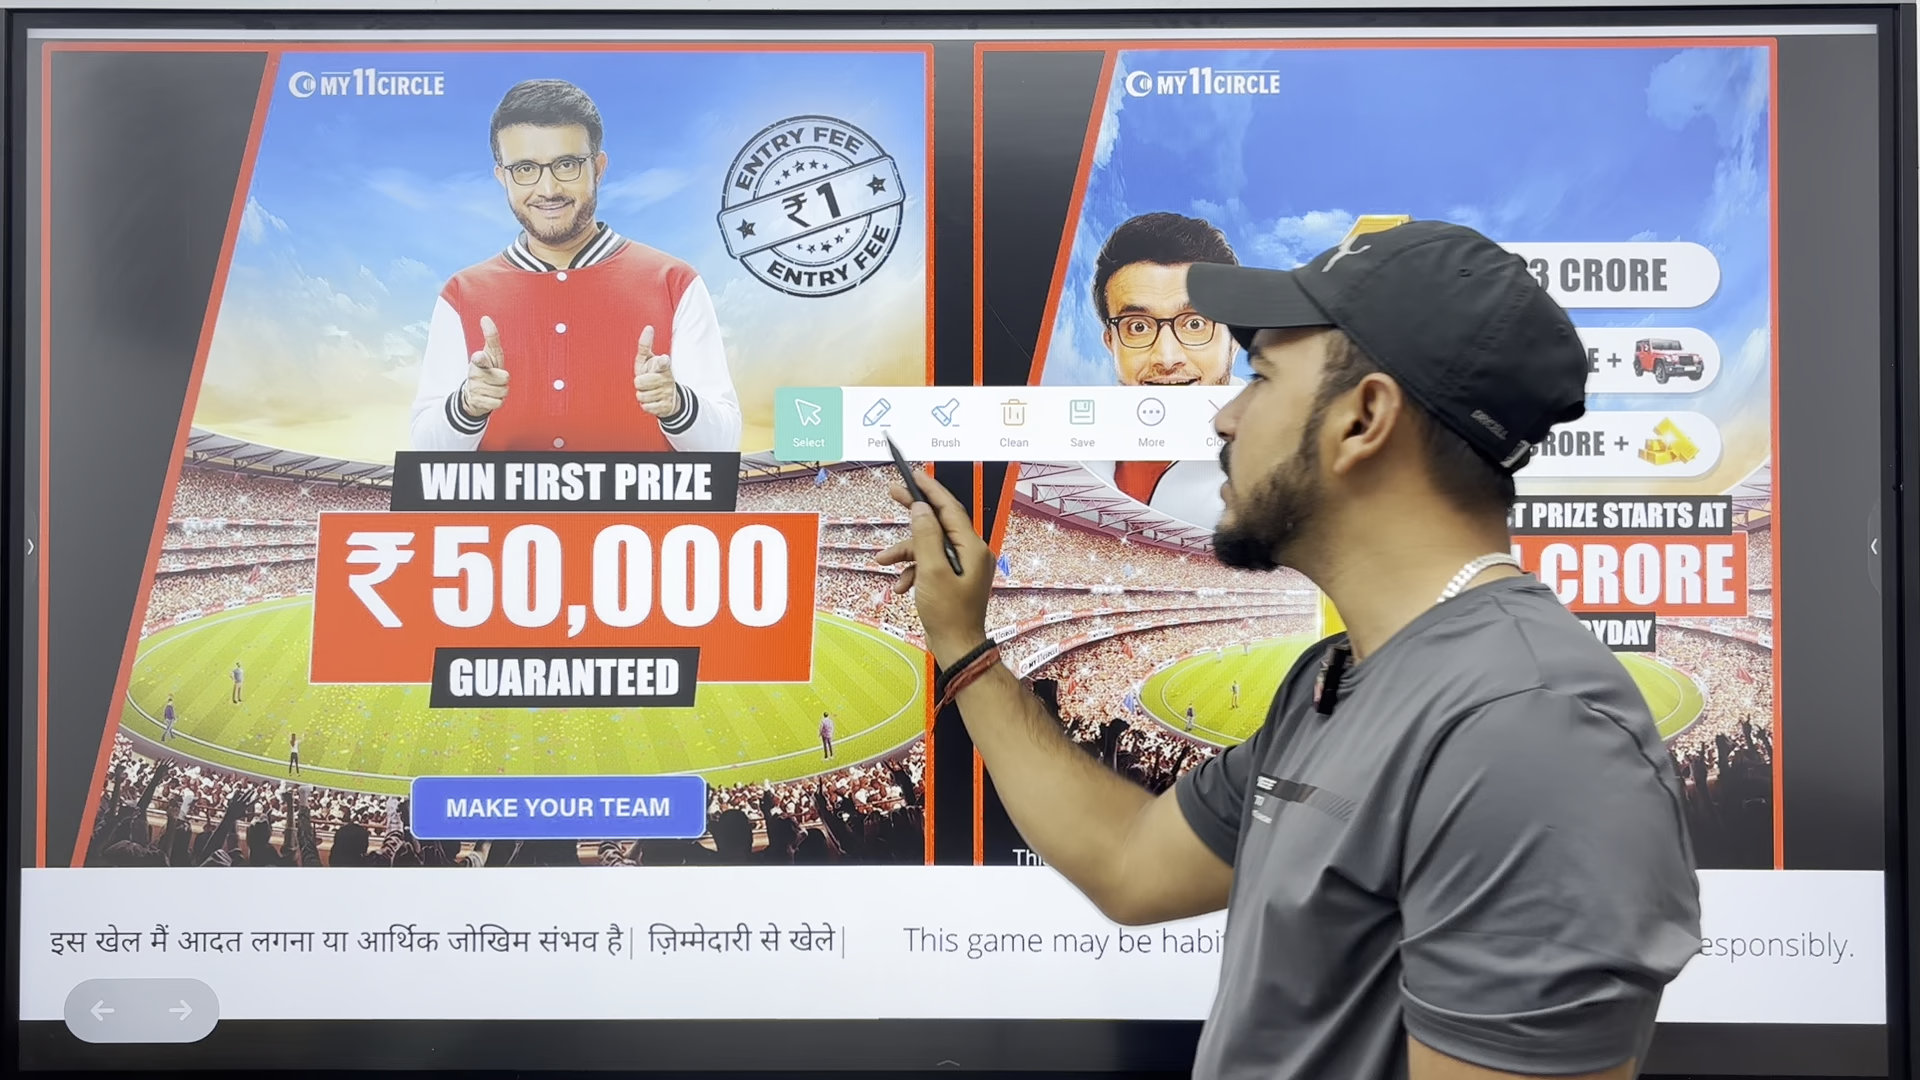 MY11CIRCLE
ENTRY FEE
₹1
ENTRY FEE
WIN FIRST PRIZE
₹50,000
GUARANTEED
MAKE YOUR TEAM
MY11CIRCLE
3 CRORE
E +
CRORE +
PRIZE STARTS AT
CRORE
Select
Pen
Brush
Clean
Save
More
इस खेल मैं आदत लगना या आर्थिक जोखिम संभव है| ज़िम्मेदारी से खेले|
This game may be habi
esponsibly.